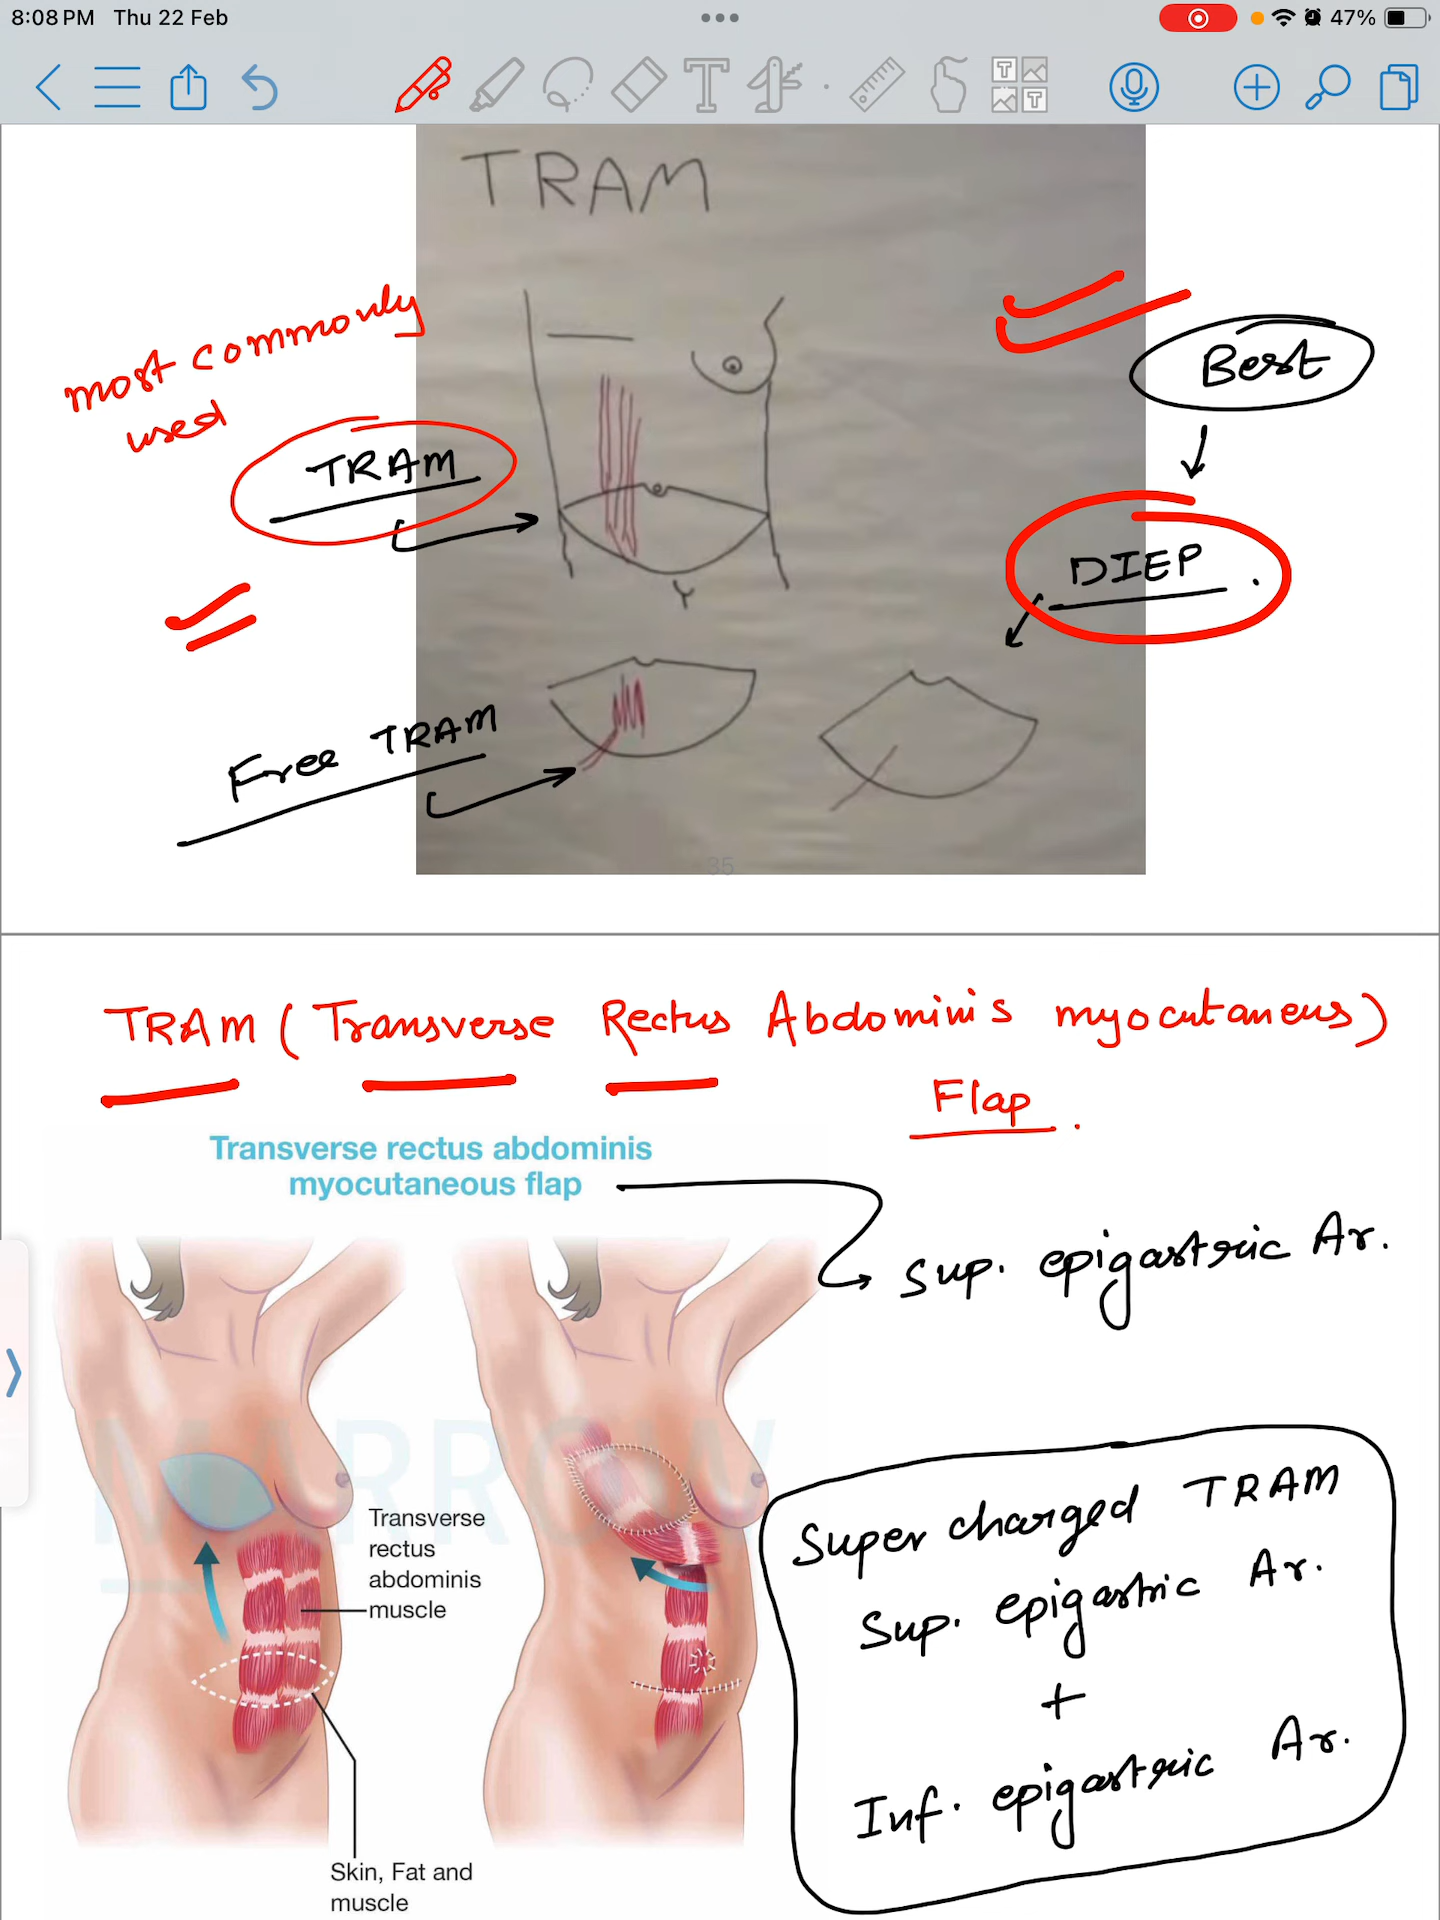 8:08 PM Thu 22 Feb
47%
TRAM
most commonly
used
TRAM
Best
DIEP
Free TRAM
35
TRAM ( Transverse Rectus Abdominis myocutaneus)
Flap
Transverse rectus abdominis
myocutaneous flap
Sup. epigastric Ar.
MARROW
Transverse
rectus
abdominis
muscle
Skin, Fat and
muscle
Super charged TRAM
Sup. epigastric Ar.
+
Inf. epigastric Ar.